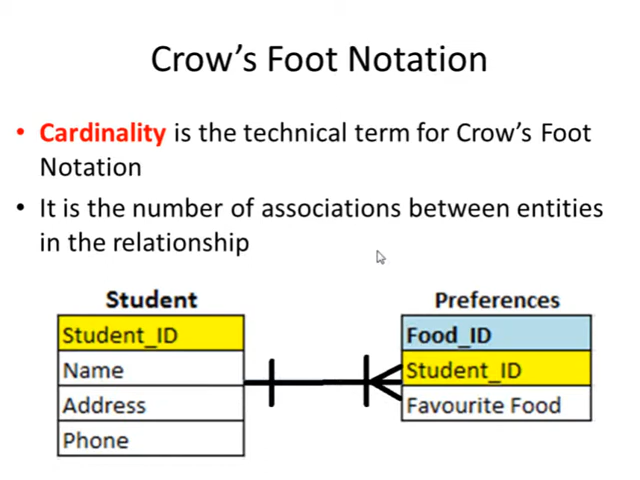 Crow's Foot Notation
• Cardinality is the technical term for Crow's Foot
Notation
• It is the number of associations between entities
in the relationship
Student
Student_ID
Name
Address
Phone
Preferences
Food_ID
Student_ID
Favourite Food